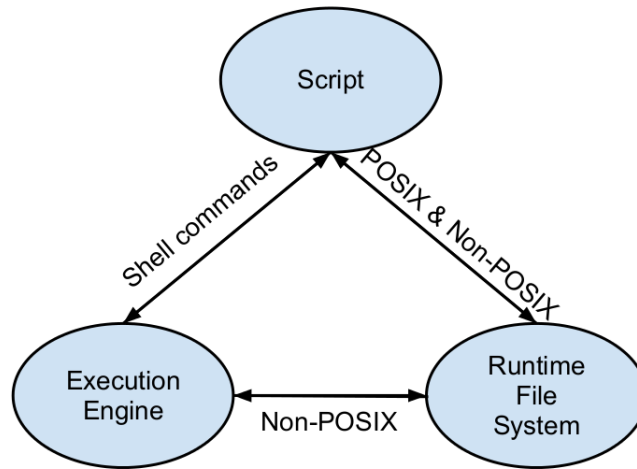 Script
Shell commands
POSIX & Non-POSIX
Execution
Engine
Non-POSIX
Runtime
File
System